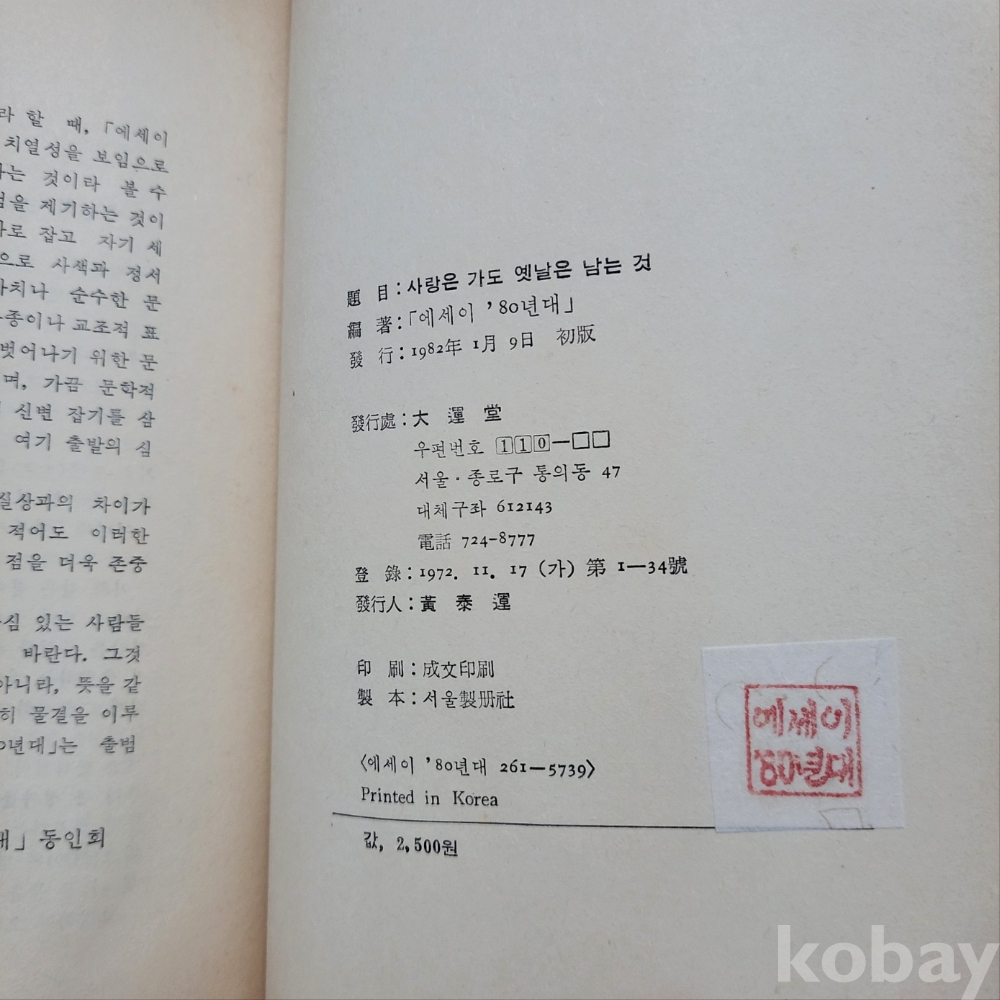 라 할 때, 「에세이
치열성을 보임으로
하는 것이라 볼 수
점을 제기하는 것이
바로 잡고 자기 세
으로 사색과 정서
치나 순수한 문
종이나 교조적 표
벗어나기 위한 문
며, 가끔 문학적
신변 잡기를 삼
여기 출발의 심
실상과의 차이가
적어도 이러한
점을 더욱 존중
심 있는 사람들
바란다. 그것
아니라, 뜻을 같
히 물결을 이루
0년대」는 출범
대」 동인회
題 目 : 사랑은 가도 옛날은 남는 것
編 著 : 「에세이 '80년대」
發 行 : 1982年 1月 9日 初版
發行處 : 大 運 堂
우편번호 110—□□
서울 · 종로구 통의동 47
대체구좌 612143
電話 724-8777
登 錄 : 1972. 11. 17 (가) 第 1—34號
發行人 : 黃 泰 運
印 刷 : 成文印刷
製 本 : 서울製册社
〈에세이 '80년대 261—5739〉
Printed in Korea
값, 2,500원
에세이
'80년대
kobay